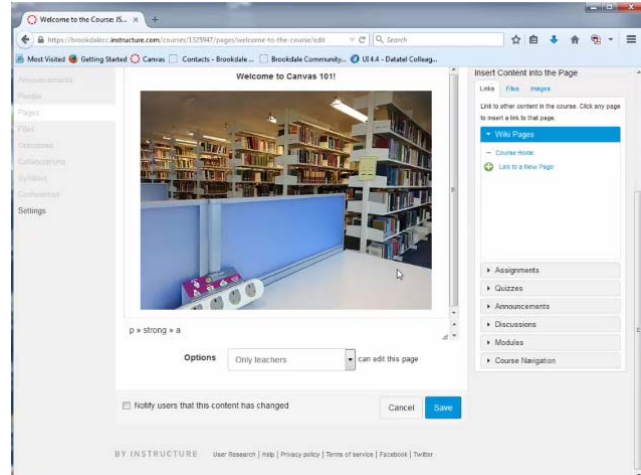 Welcome to the Course JS...
https://brookdalecc.instructure.com/courses/1325947/pages/welcome-to-the-course/edit
Search
Most Visited Getting Started Canvas Contacts - Brookdale ... Brookdale Community... UI 4.4 - Datatel Colleag...
Announcements
People
Pages
Files
Outcomes
Collaborations
Syllabus
Conferences
Settings
Welcome to Canvas 101!
p » strong » a
Options Only teachers can edit this page
Notify users that this content has changed
Cancel Save
Insert Content into the Page
Links Files Images
Link to other content in the course. Click any page
to insert a link to that page.
Wiki Pages
Course Home
Link to a New Page
Assignments
Quizzes
Announcements
Discussions
Modules
Course Navigation
BY INSTRUCTURE User Research | Help | Privacy policy | Terms of service | Facebook | Twitter